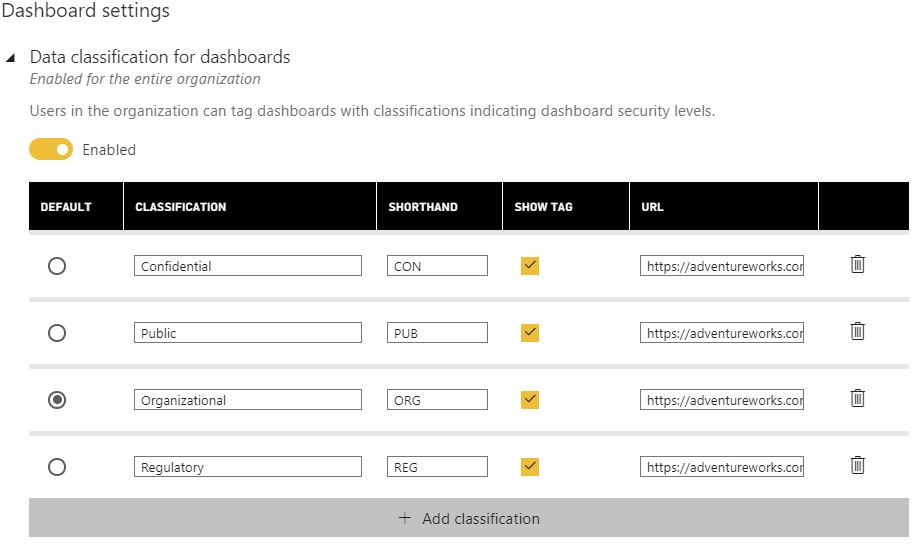 Dashboard settings
Data classification for dashboards
Enabled for the entire organization
Users in the organization can tag dashboards with classifications indicating dashboard security levels.
Enabled
DEFAULT CLASSIFICATION SHORTHAND SHOW TAG URL
Confidential CON https://adventureworks.cor
Public PUB https://adventureworks.cor
Organizational ORG https://adventureworks.cor
Regulatory REG https://adventureworks.cor
+ Add classification